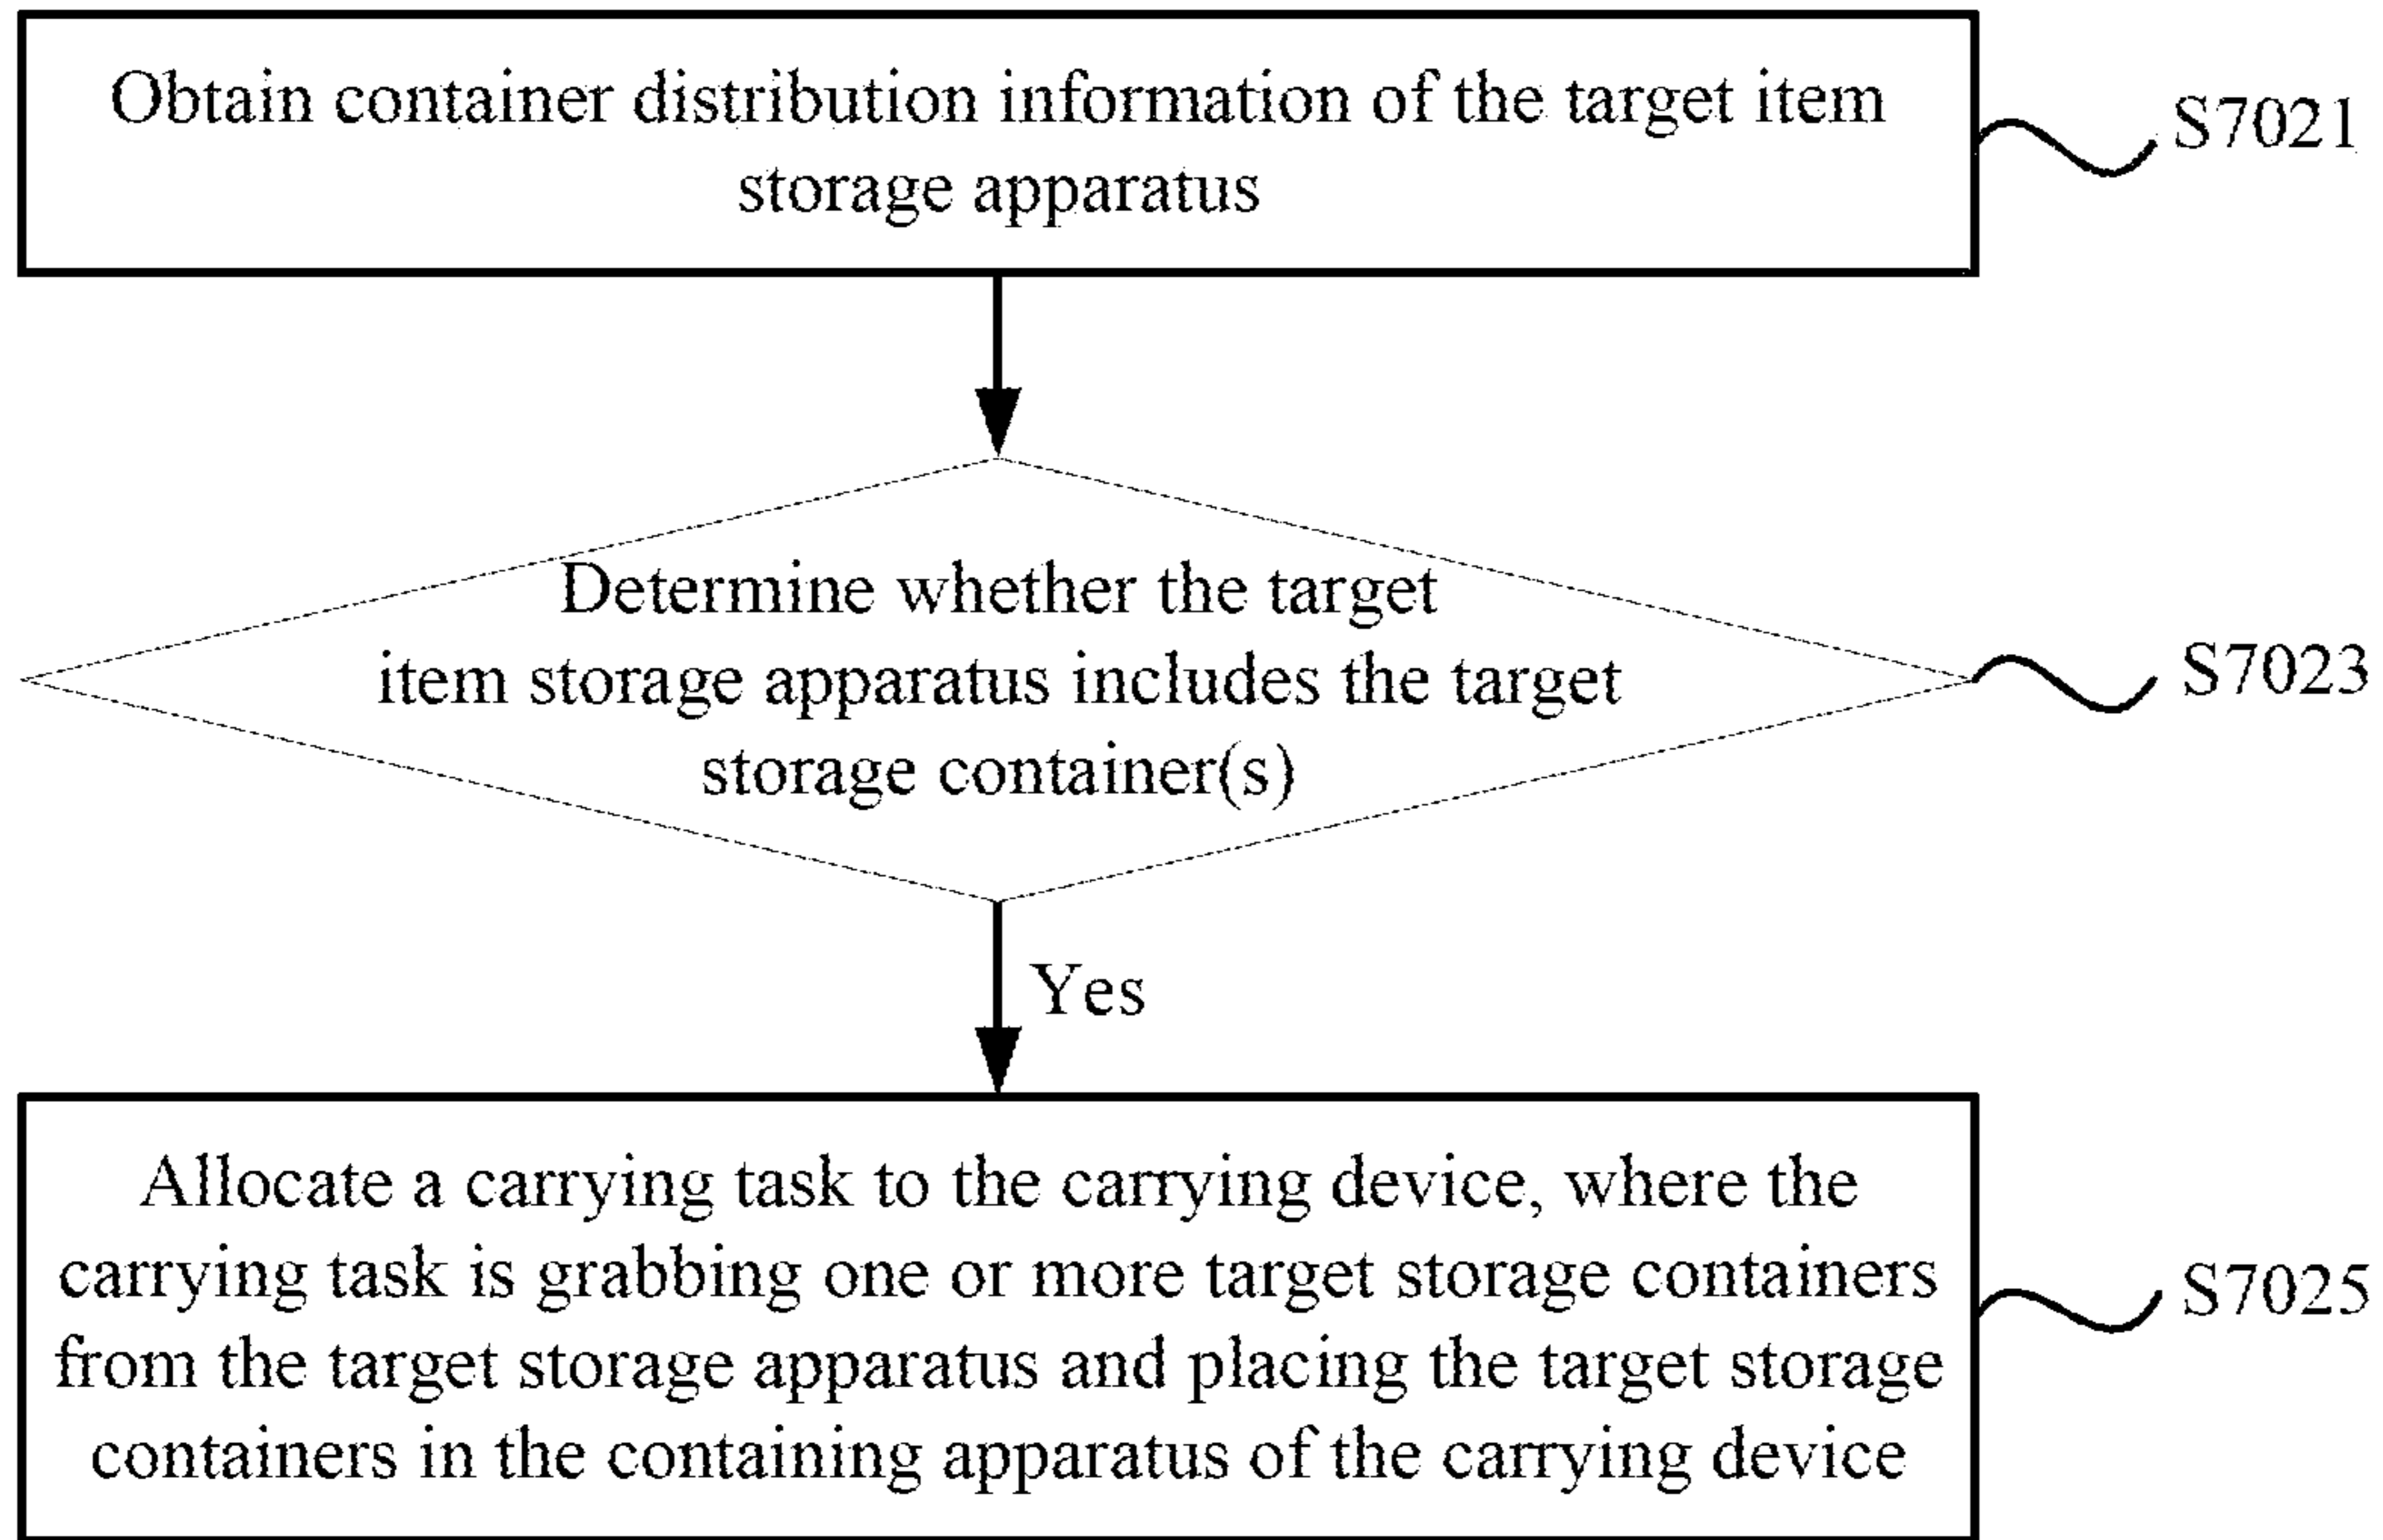 Obtain container distribution information of the target item
storage apparatus
S7021
Determine whether the target
item storage apparatus includes the target
storage container(s)
S7023
Yes
Allocate a carrying task to the carrying device, where the
carrying task is grabbing one or more target storage containers
from the target storage apparatus and placing the target storage
containers in the containing apparatus of the carrying device
S7025